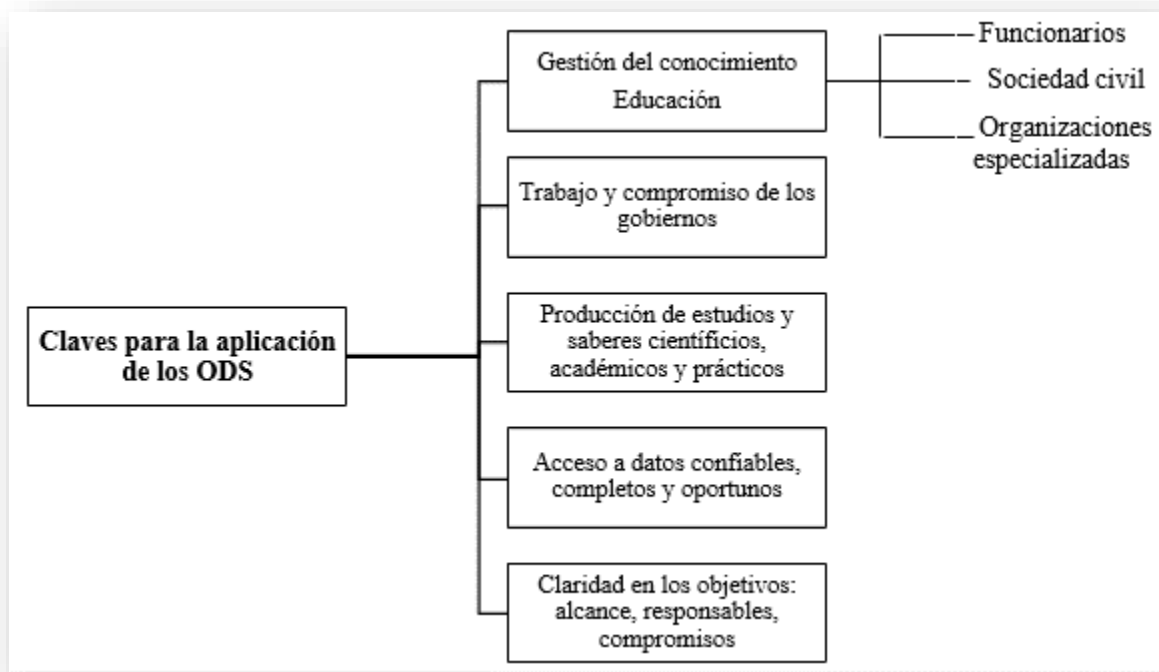 Claves para la aplicación
de los ODS
Gestión del conocimiento
Educación
Funcionarios
Sociedad civil
Organizaciones
especializadas
Trabajo y compromiso de los
gobiernos
Producción de estudios y
saberes científicios,
académicos y prácticos
Acceso a datos confiables,
completos y oportunos
Claridad en los objetivos:
alcance, responsables,
compromisos